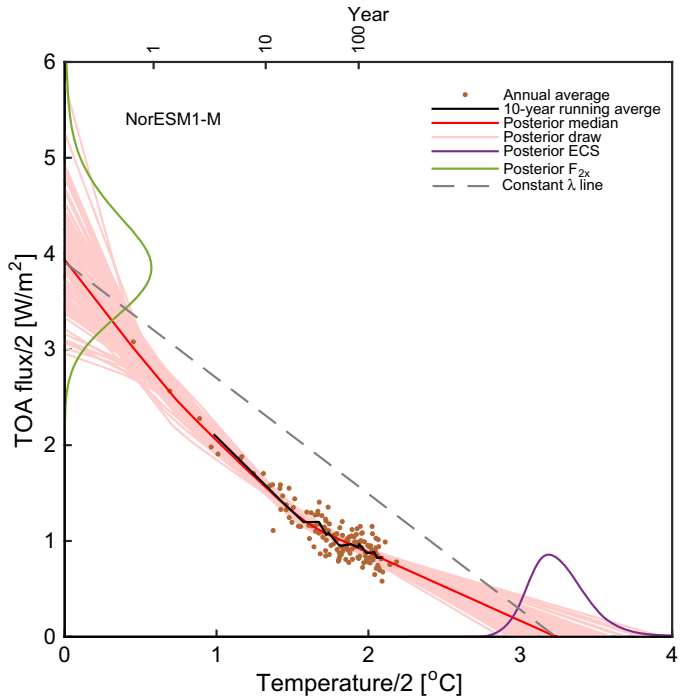 Year
1
10
100
6
5
4
3
2
1
0
TOA flux/2 [W/m²]
NorESM1-M
Annual average
10-year running averge
Posterior median
Posterior draw
Posterior ECS
Posterior F₂ₓ
Constant λ line
0
1
2
3
4
Temperature/2 [°C]